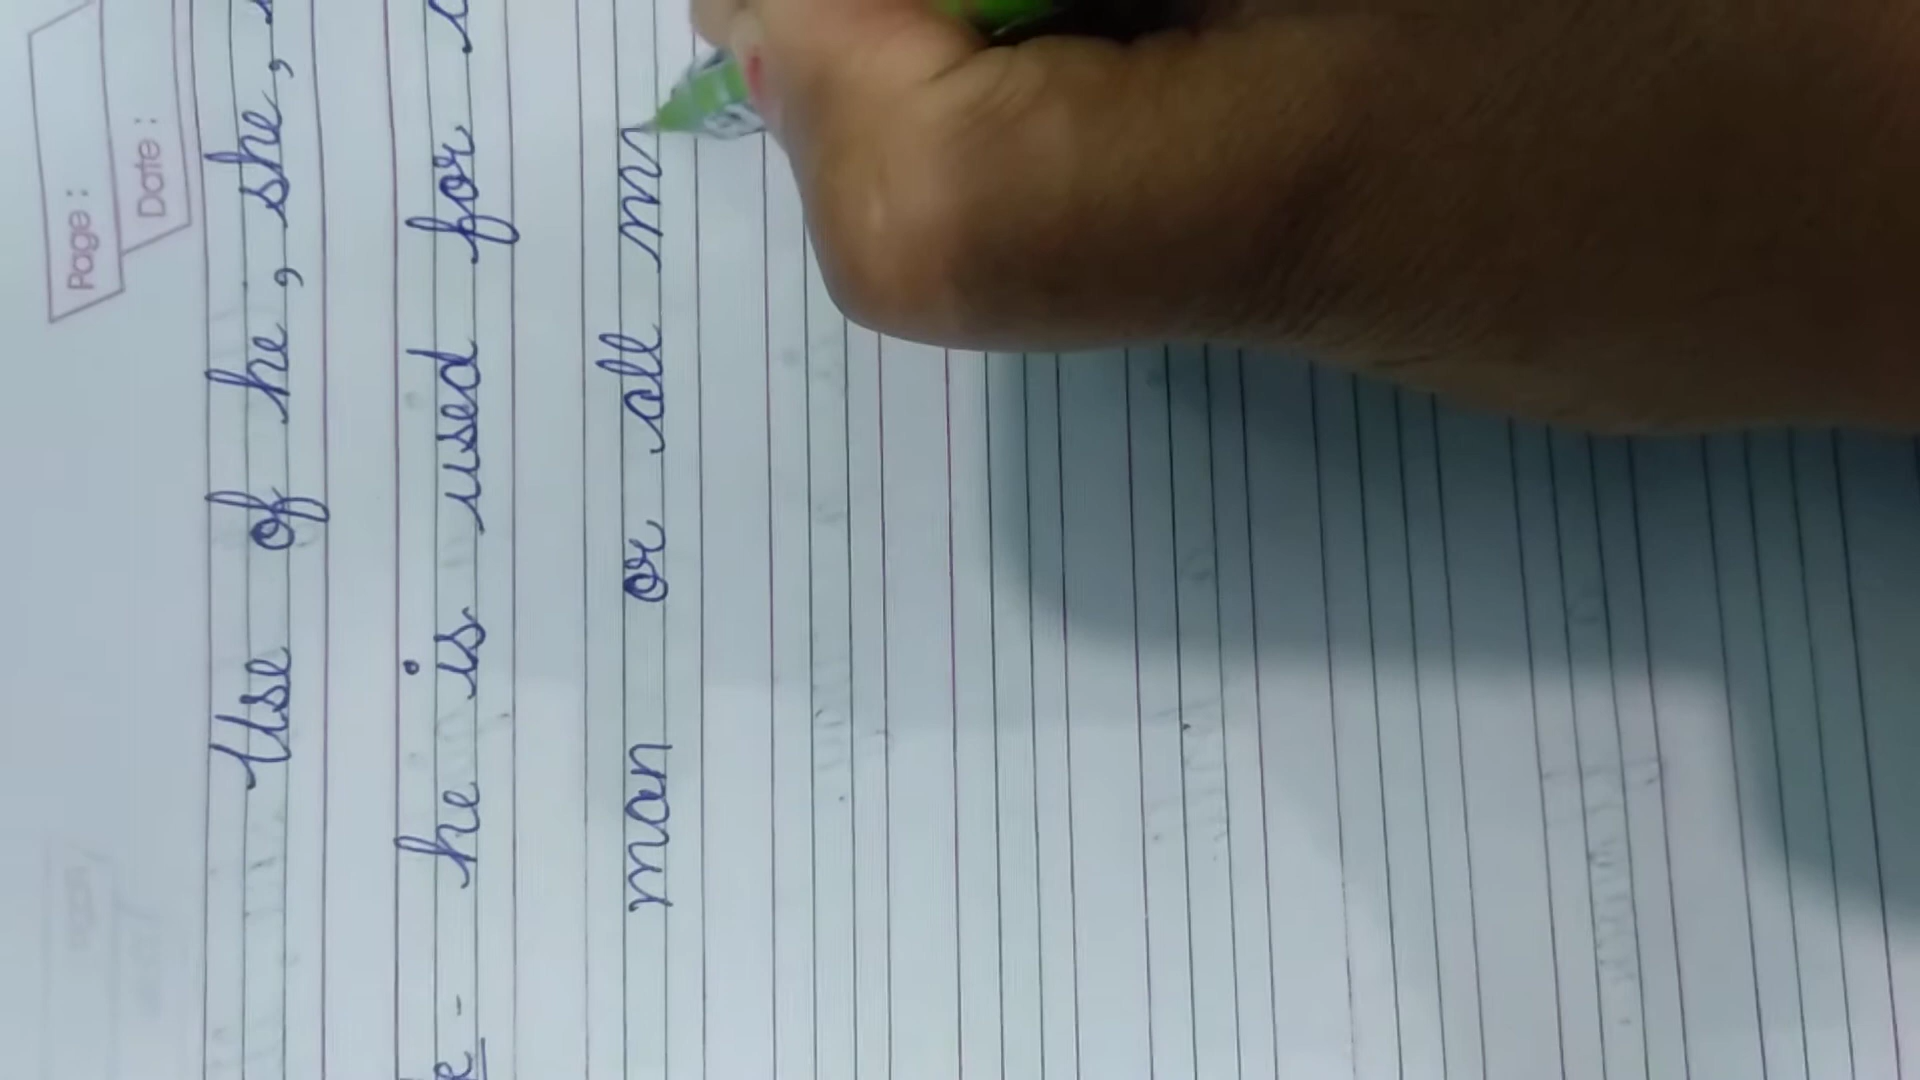 Page :
Date :
Use of he, she,
e - he is used for
man or all m